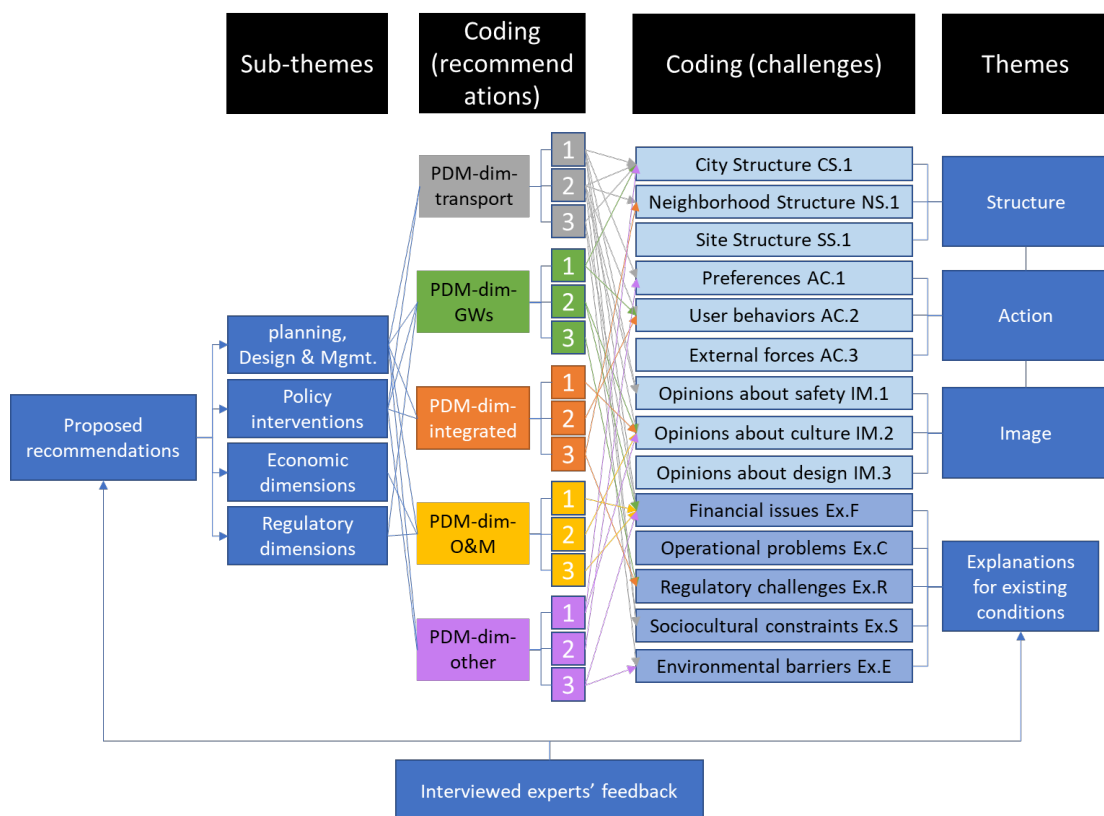 Sub-themes
Coding
(recommend
ations)
Coding (challenges)
Themes
Proposed
recommendations
planning,
Design & Mgmt.
Policy
interventions
Economic
dimensions
Regulatory
dimensions
PDM-dim-
transport
1
2
3
PDM-dim-
GWs
1
2
3
PDM-dim-
integrated
1
2
3
PDM-dim-
O&M
1
2
3
PDM-dim-
other
1
2
3
City Structure CS.1
Neighborhood Structure NS.1
Site Structure SS.1
Preferences AC.1
User behaviors AC.2
External forces AC.3
Opinions about safety IM.1
Opinions about culture IM.2
Opinions about design IM.3
Financial issues Ex.F
Operational problems Ex.C
Regulatory challenges Ex.R
Sociocultural constraints Ex.S
Environmental barriers Ex.E
Structure
Action
Image
Explanations
for existing
conditions
Interviewed experts’ feedback